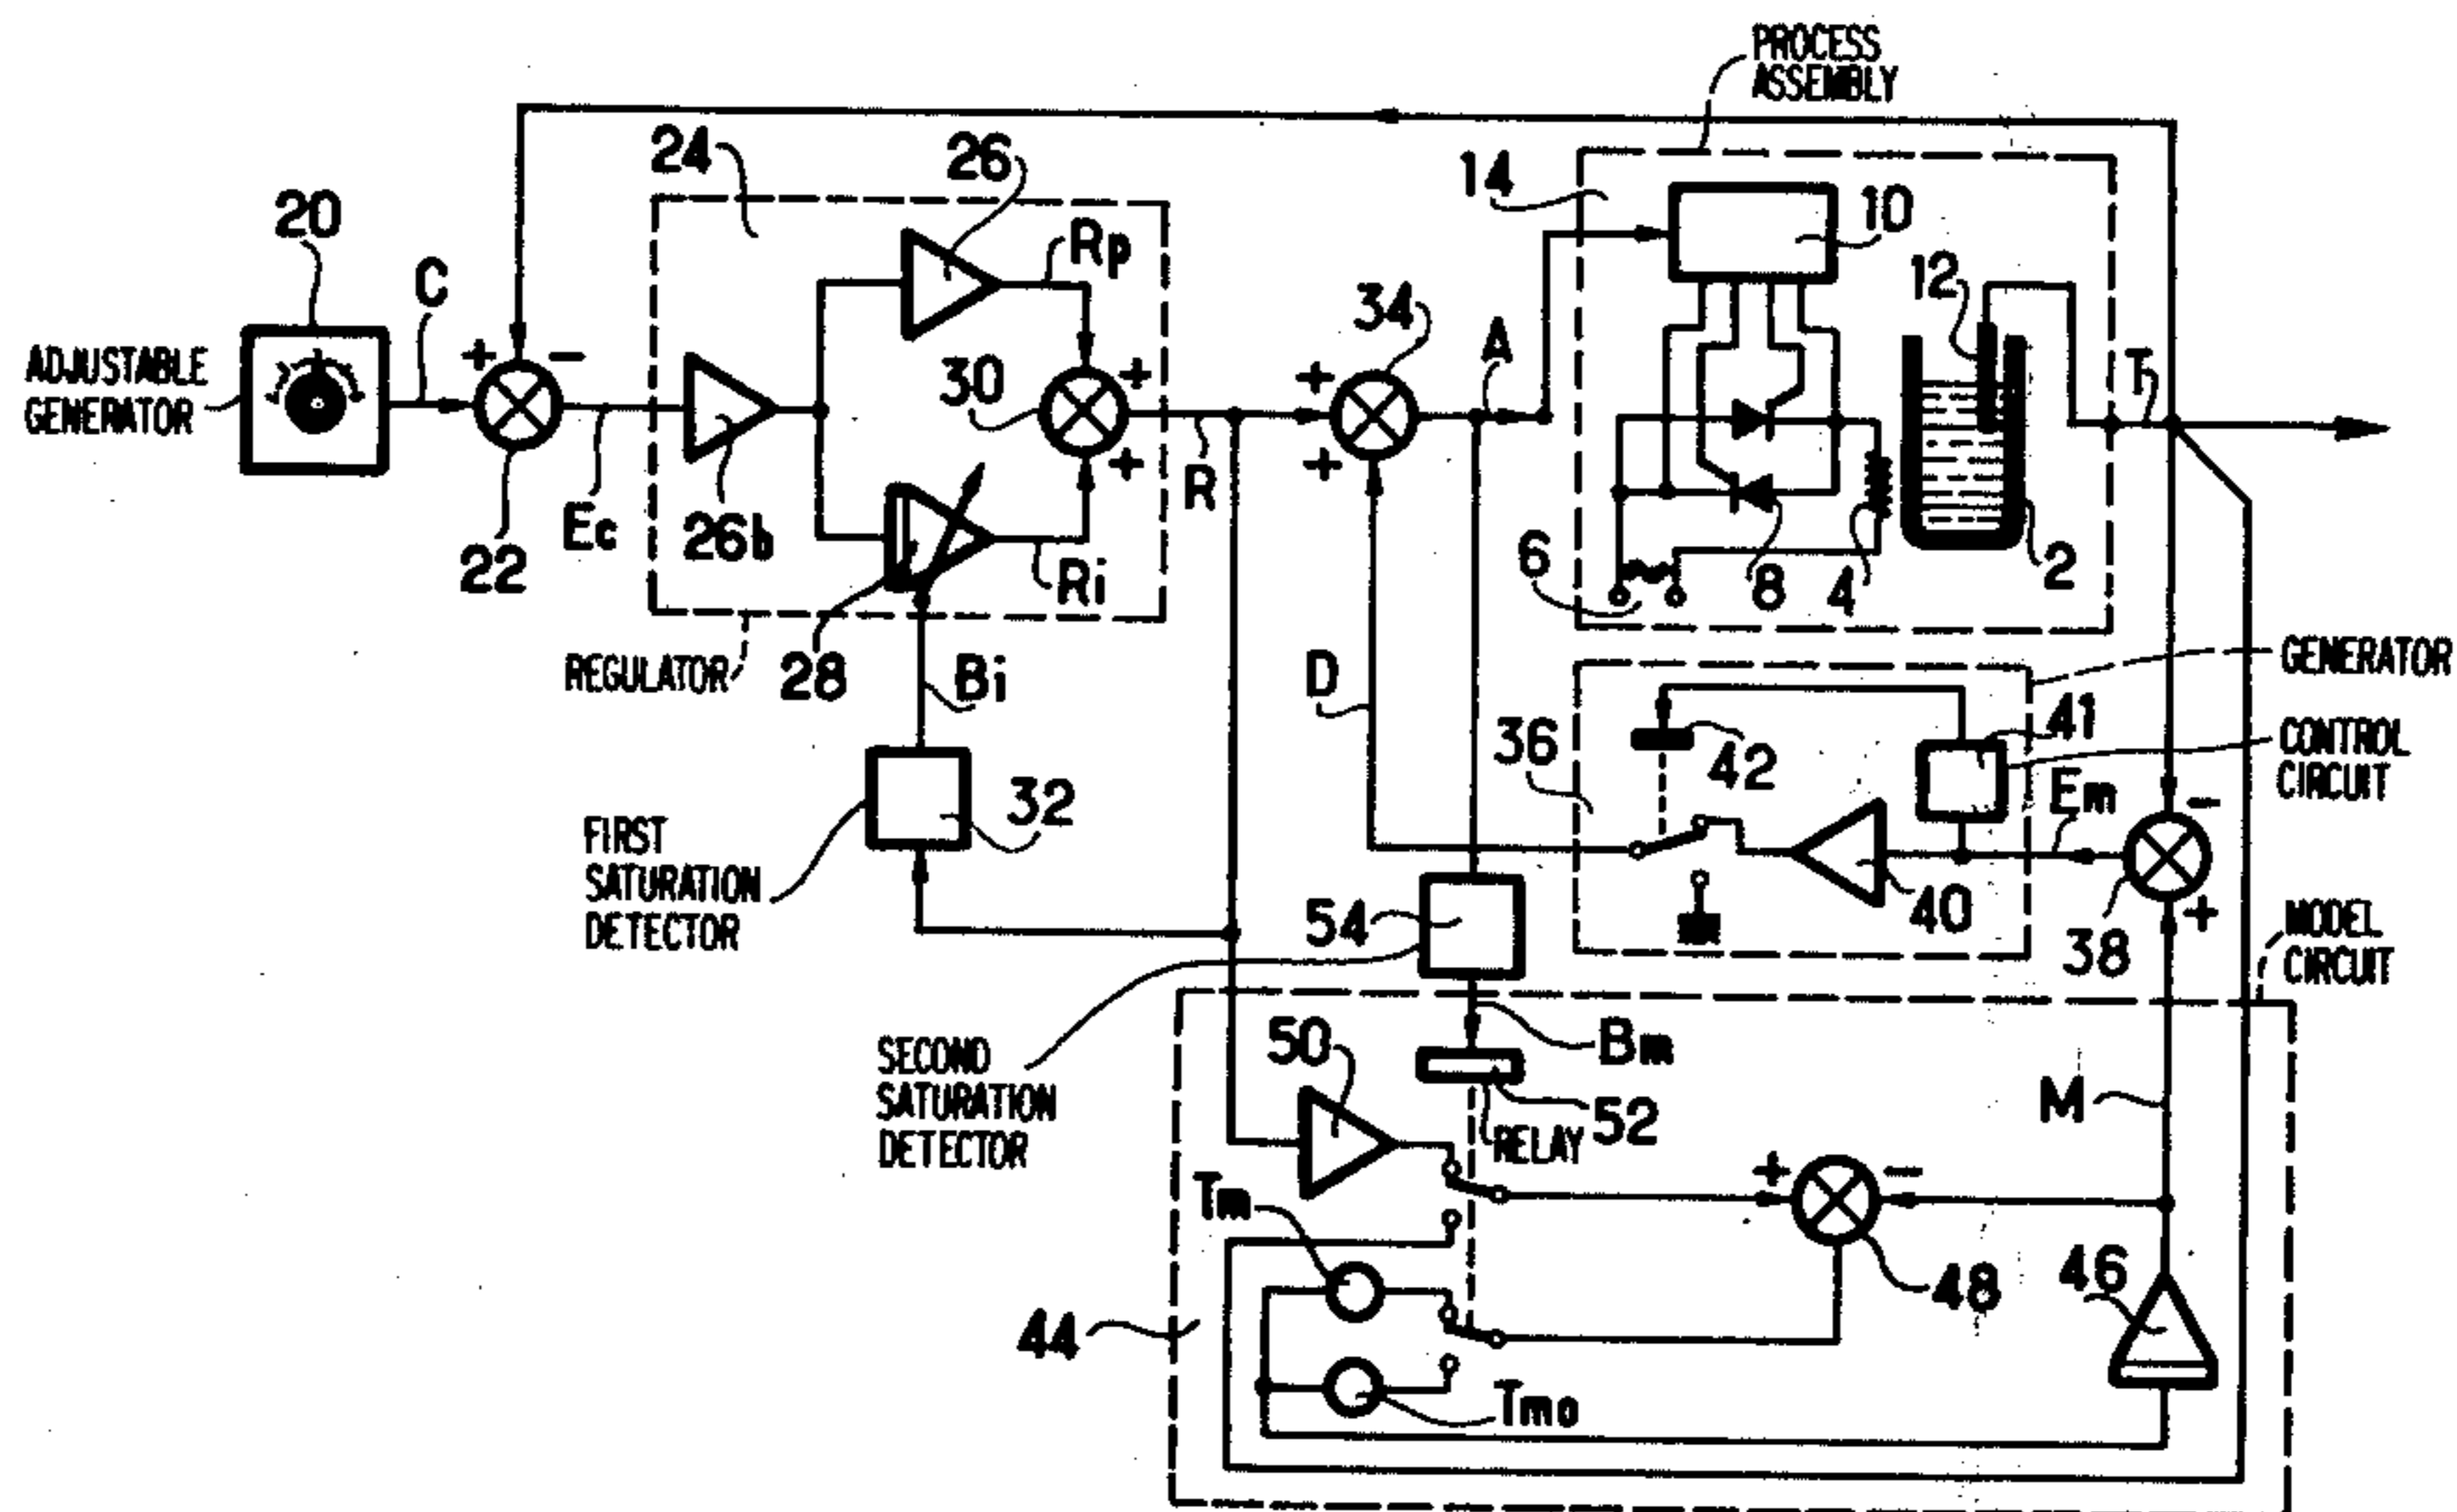 PROCESS
ASSEMBLY
24
26
14
10
20
Rp
12
C
34
A
+ -
30
+
+
T
ADJUSTABLE
GENERATOR
+
+
R
22
Ec
26b
Ri
6
8
4
2
REGULATOR
28
Bi
D
GENERATOR
36
42
41
CONTROL
CIRCUIT
32
Em
-
FIRST
SATURATION
DETECTOR
54
40
38
+
MODEL
CIRCUIT
SECOND
SATURATION
DETECTOR
50
Bm
52
RELAY
M
Tm
+ -
48
46
44
Tmo